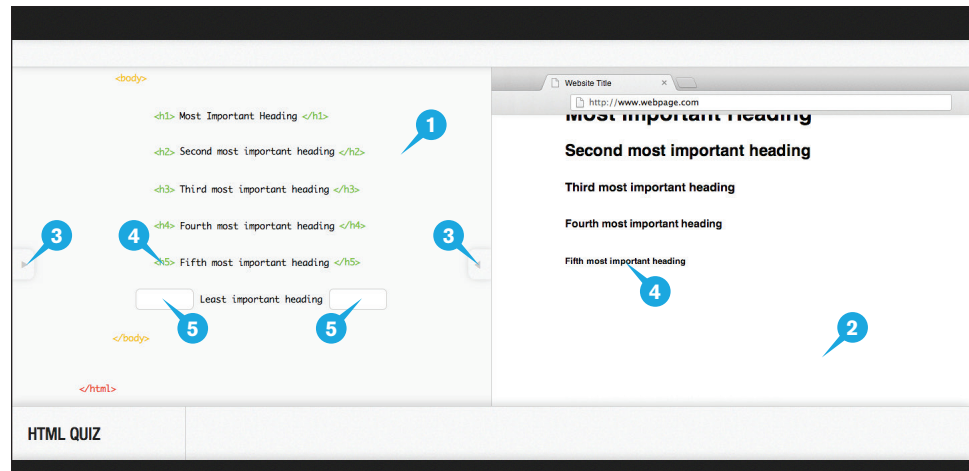 <body>
<h1> Most Important Heading </h1>
1
<h2> Second most important heading </h2>
<h3> Third most important heading </h3>
<h4> Fourth most important heading </h4>
3
4
3
<h5> Fifth most important heading </h5>
Least important heading
5
5
</body>
</html>
HTML QUIZ
Website Title ×
http://www.webpage.com
Most Important Heading
Second most important heading
Third most important heading
Fourth most important heading
Fifth most important heading
4
2